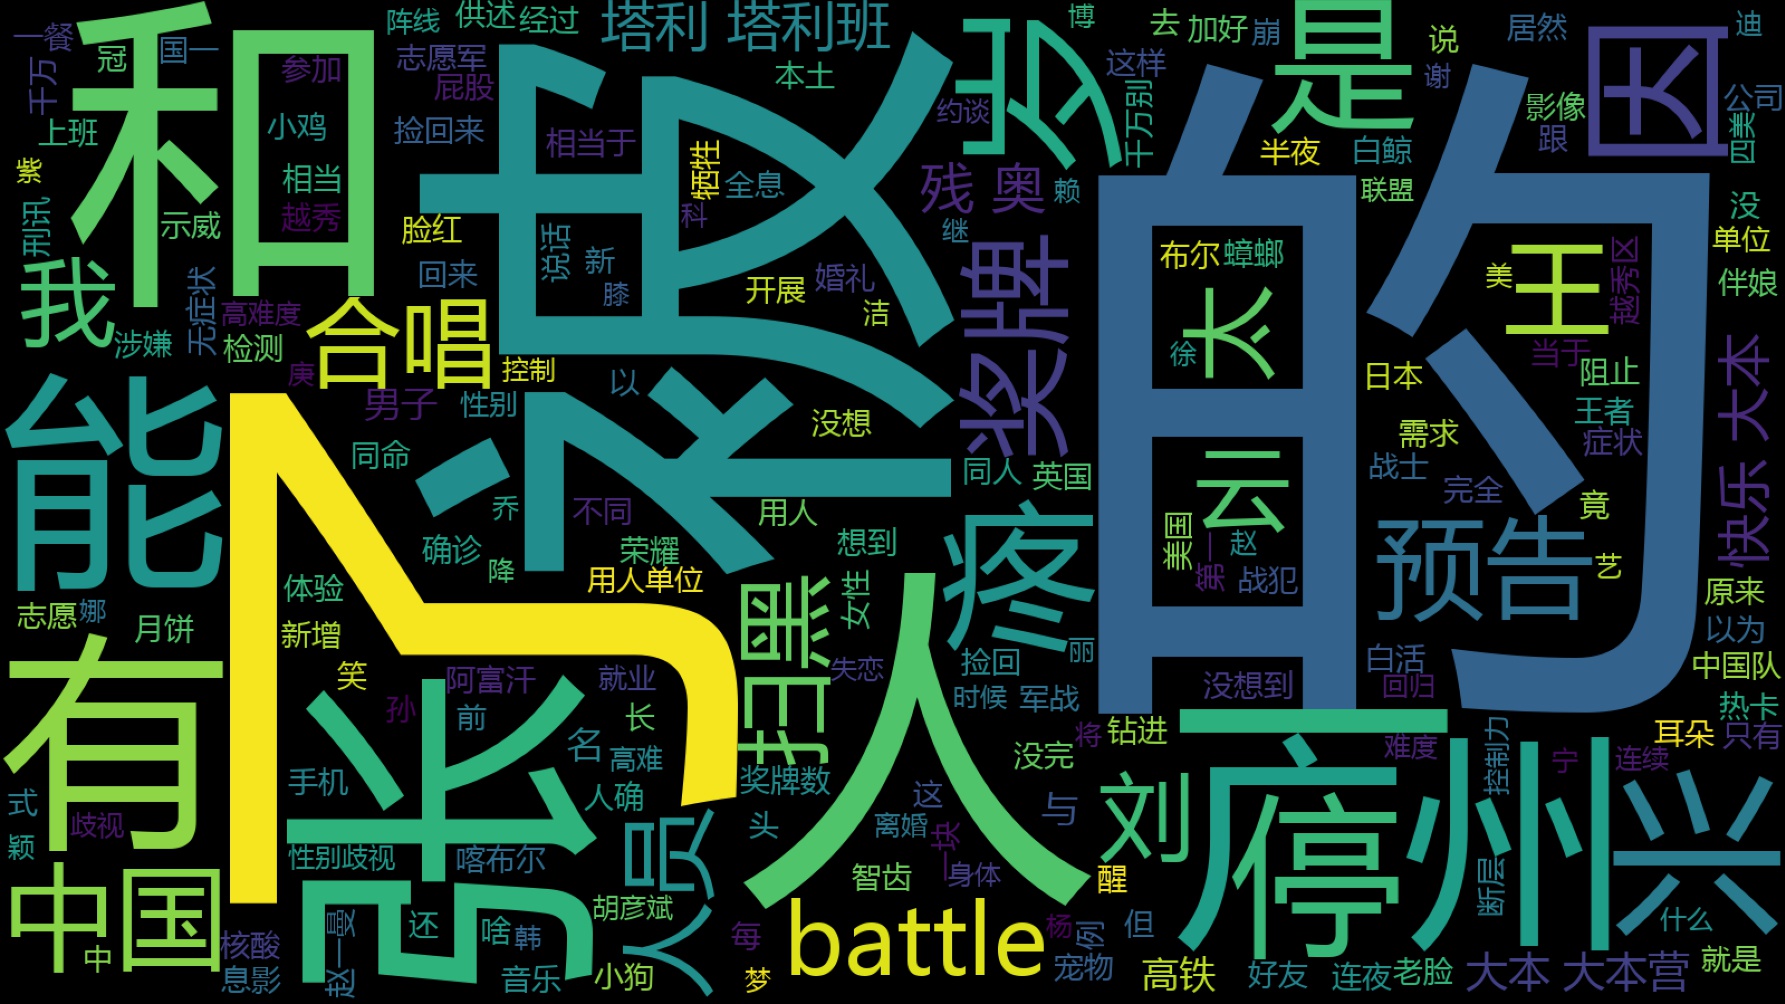 一餐
冠
国一
千万
上班
紫
刑讯
和
参加
小鸡
相当
越秀
示威
我
涉嫌
无症状
高难度
检测
庚
合唱
阵线
供述
经过
志愿军
屁股
捡回来
脸红
回来
控制
男子
性别
同命
塔利
塔利班
本土
相当于
牺牲
全息
科
说话
新
膝
婚礼
开展
洁
被
以
没想
不同
乔
确诊
降
荣耀
用人
想到
用人单位
女性
岁
博
去
加好
崩
这样
千万别
约谈
残
奥
赖
继
奖牌
同人
英国
疼
捡回
丽
时候
军战
是
说
谢
居然
迪
因
影像
跟
公司
四美
半夜
白鲸
联盟
没
单位
伴娘
的
布尔
蟑螂
太
徐
云
美国
赵
第一
战犯
没想到
王
美
越秀区
当于
阻止
日本
王者
需求
症状
战士
完全
竟
预告
艺
白活
回归
大本
快乐
原来
以为
中国队
热卡
只有
耳朵
能
志愿
娜
月饼
有
式
颖
歧视
中国
中
了
体验
新增
笑
孙
阿富汗
前
就业
长
名
高难
人确
手机
张
性别歧视
喀布尔
核酸
息影
赵一曼
还
啥
韩
音乐
胡彦斌
小狗
人员
扫黑
失恋
人
奖牌数
头
这
离婚
一块
身体
智齿
每
梦
battle
杨
例
宠物
但
与
没完
将
钻进
刘
醒
高铁
停
广州
难度
控制力
宁
连续
兴
断层
什么
好友
连夜
老脸
大本
大本营
就是